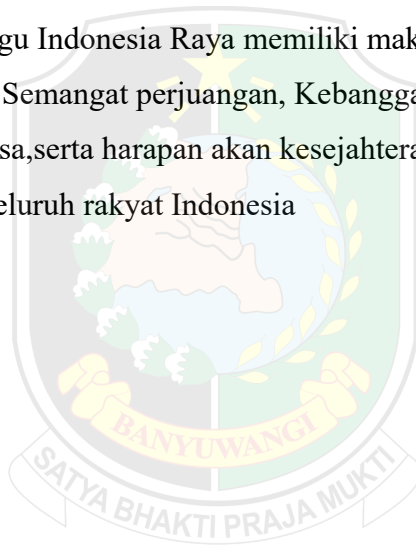 gu Indonesia Raya memiliki mak
Semangat perjuangan, Kebangga
sa,serta harapan akan kesejahtera
eluruh rakyat Indonesia
BANYUWANGI
SATYA BHAKTI PRAJA MUKTI